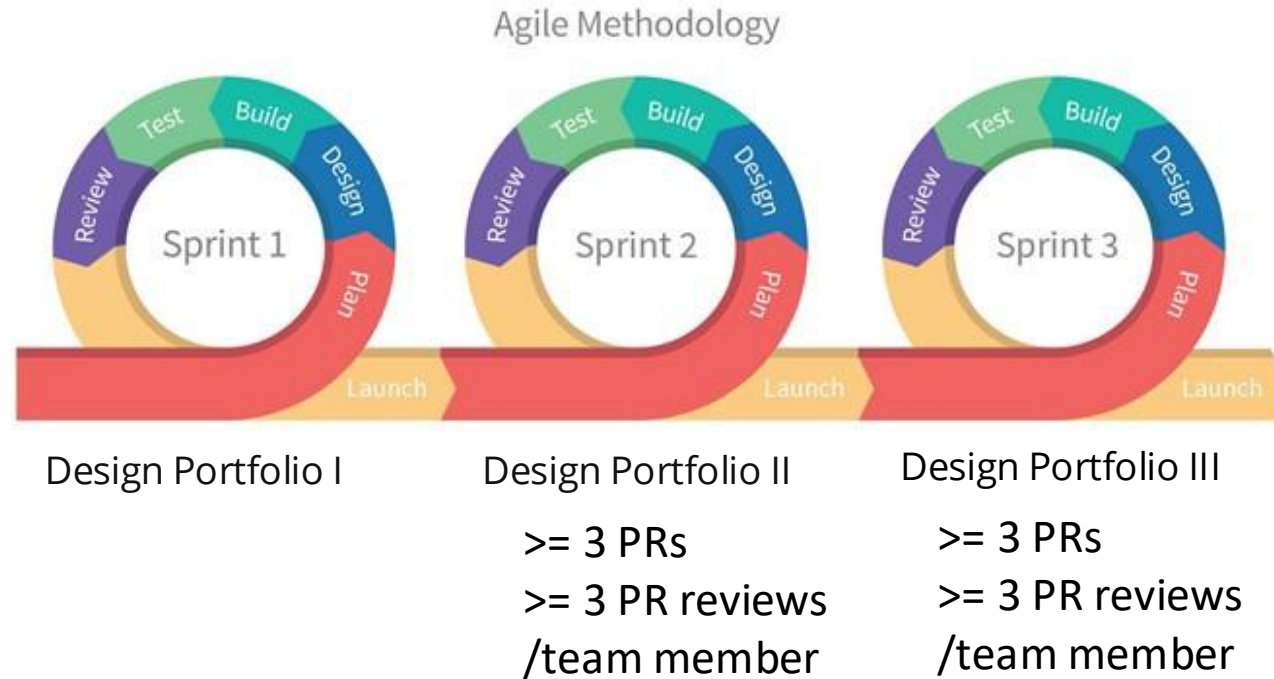 Agile Methodology
Test
Build
Design
Review
Sprint 1
Plan
Launch
Test
Build
Design
Review
Sprint 2
Plan
Launch
Test
Build
Design
Review
Sprint 3
Plan
Launch
Design Portfolio I
Design Portfolio II
>= 3 PRs
>= 3 PR reviews
/team member
Design Portfolio III
>= 3 PRs
>= 3 PR reviews
/team member